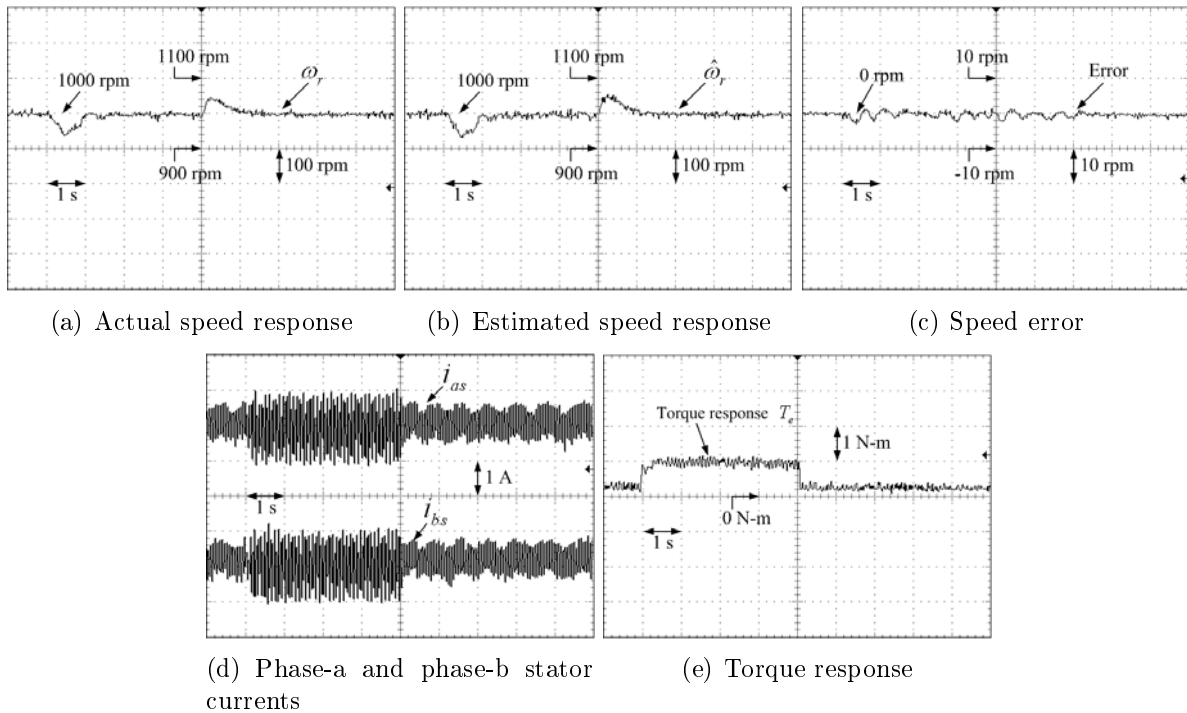 1100 rpm
1000 rpm
ω_r
900 rpm
100 rpm
1 s
(a) Actual speed response
1100 rpm
1000 rpm
ω̂_r
900 rpm
100 rpm
1 s
(b) Estimated speed response
10 rpm
0 rpm
Error
-10 rpm
10 rpm
1 s
(c) Speed error
i_as
1 A
1 s
i_bs
(d) Phase-a and phase-b stator
currents
Torque response T_e
1 N-m
0 N-m
1 s
(e) Torque response